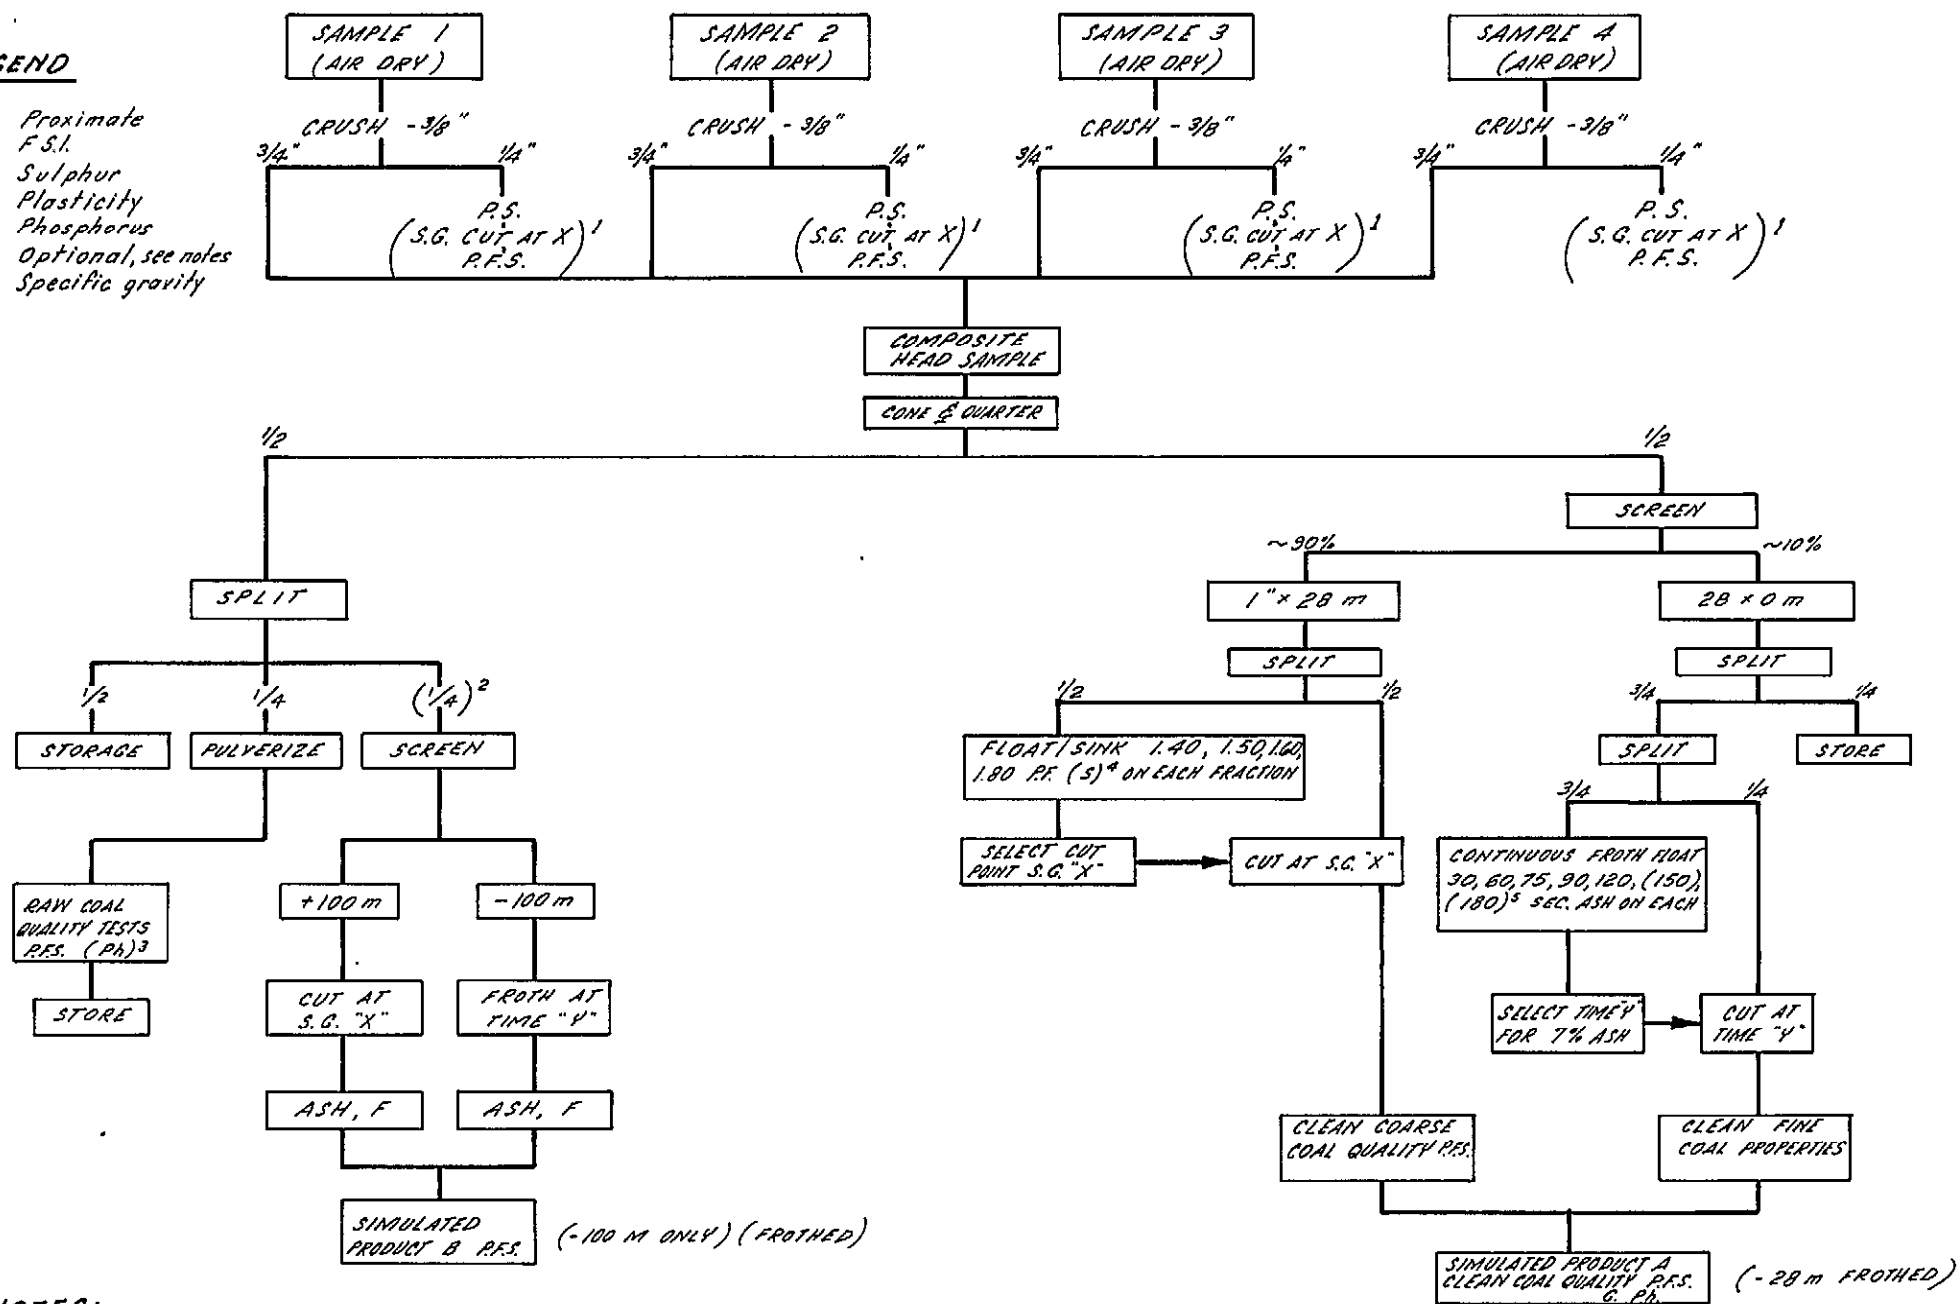 SAMPLE 1
(AIR DRY)
SAMPLE 2
(AIR DRY)
SAMPLE 3
(AIR DRY)
SAMPLE 4
(AIR DRY)
Proximate
F.S.I.
Sulphur
Plasticity
Phosphorus
Optional, see notes
Specific gravity
CRUSH -3/8"
CRUSH -3/8"
CRUSH -3/8"
CRUSH -3/8"
3/4"
1/4"
3/4"
1/4"
3/4"
1/4"
3/4"
1/4"
P.S.
(S.G. CUT AT X)1
P.F.S.
P.S.
(S.G. CUT AT X)1
P.F.S.
P.S.
(S.G. CUT AT X)1
P.F.S.
P.S.
(S.G. CUT AT X)1
P.F.S.
COMPOSITE
HEAD SAMPLE
CONE & QUARTER
1/2
1/2
SCREEN
~90%
~10%
SPLIT
1" x 28 m
28 x 0 m
SPLIT
SPLIT
1/2
1/4
(1/4)2
1/2
1/2
3/4
1/4
STORAGE
PULVERIZE
SCREEN
FLOAT/SINK 1.40, 1.50, 1.60,
1.80 P.F. (S)4 ON EACH FRACTION
SPLIT
STORE
3/4
1/4
SELECT CUT
POINT S.G. "X"
CUT AT S.G. "X"
CONTINUOUS FROTH FLOAT
30, 60, 75, 90, 120, (150),
(180)5 SEC. ASH ON EACH
RAW COAL
QUALITY TESTS
P.F.S. (Ph)3
+100 m
-100 m
STORE
CUT AT
S.G. "X"
FROTH AT
TIME "Y"
SELECT TIME "Y"
FOR 7% ASH
CUT AT
TIME "Y"
ASH, F
ASH, F
CLEAN COARSE
COAL QUALITY P.F.S.
CLEAN FINE
COAL PROPERTIES
SIMULATED
PRODUCT B P.F.S.
(-100 M ONLY) (FROTHED)
SIMULATED PRODUCT A
CLEAN COAL QUALITY P.F.S.
G. Ph.
(-28 m FROTHED)